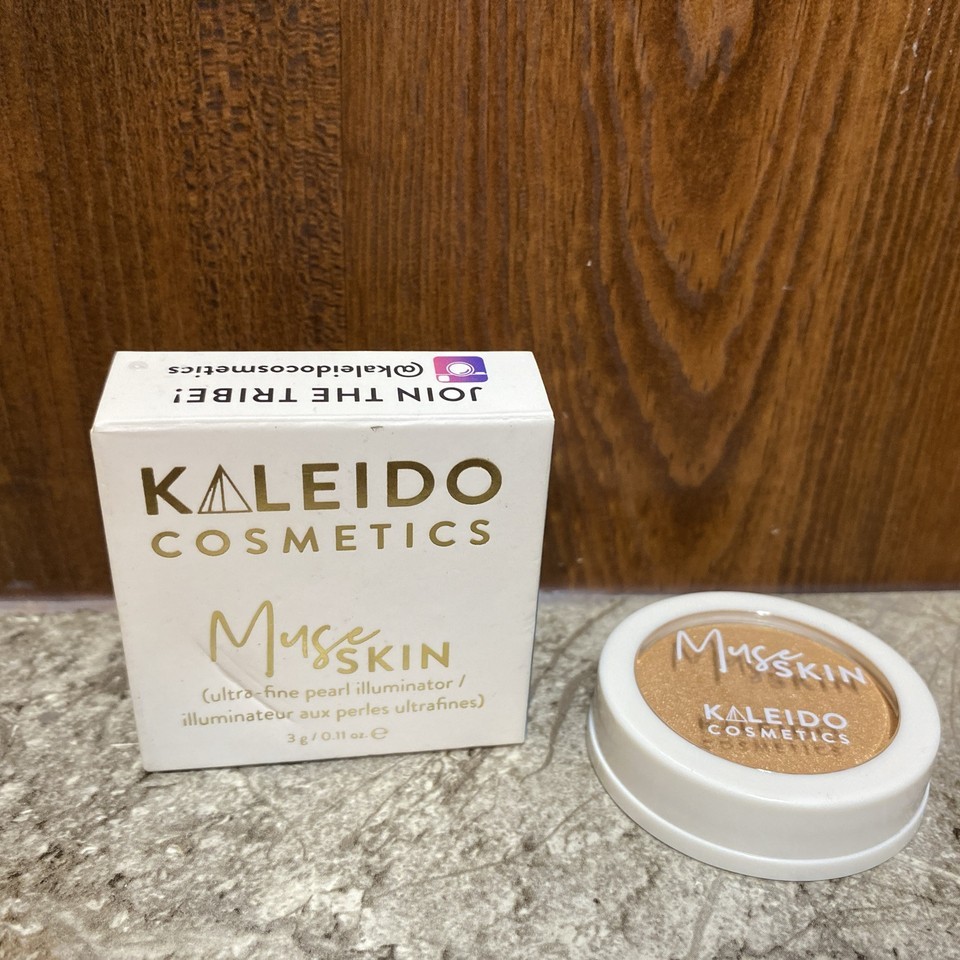 JOIN THE TRIBE!
@kaleidocosmetics
KALEIDO
COSMETICS
Muse SKIN
(ultra-fine pearl illuminator /
illuminateur aux perles ultrafines)
3 g / 0.11 oz. ℮
Muse SKIN
KALEIDO
COSMETICS